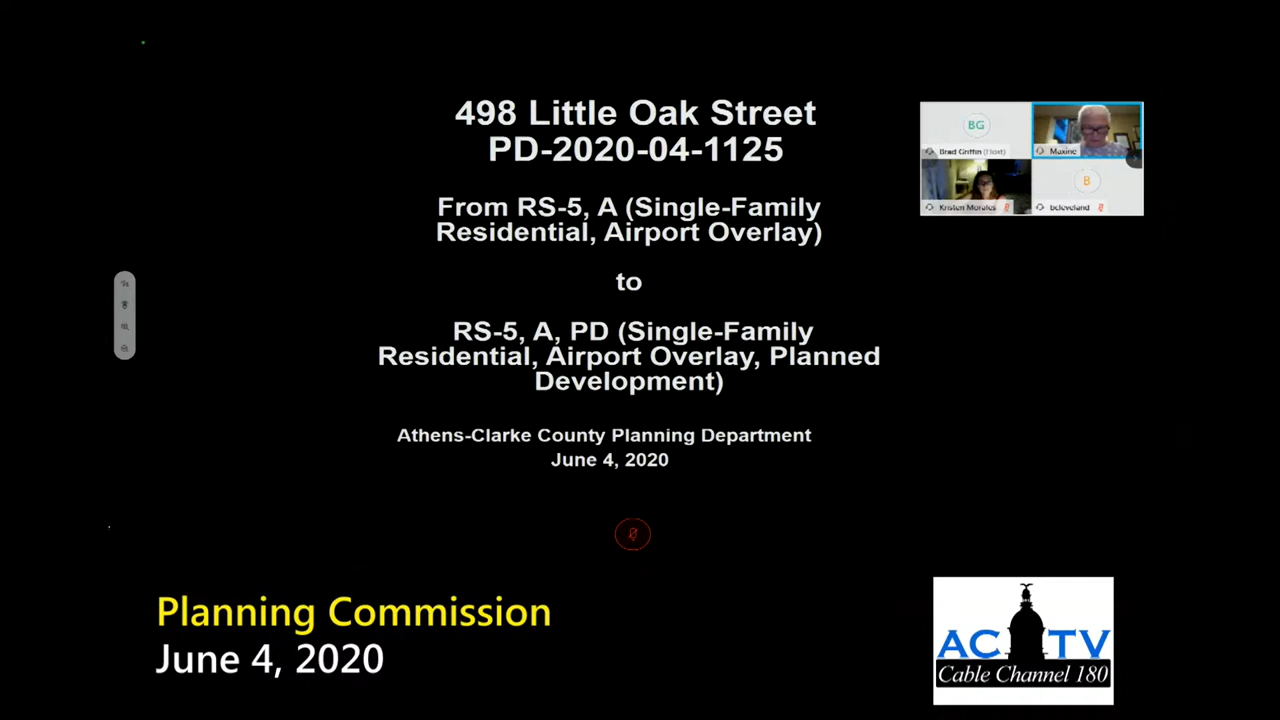 498 Little Oak Street
PD-2020-04-1125
From RS-5, A (Single-Family
Residential, Airport Overlay)
to
RS-5, A, PD (Single-Family
Residential, Airport Overlay, Planned
Development)
Athens-Clarke County Planning Department
June 4, 2020
BG
Brad Griffin (Host)
Maxine
Kristen Morales
B
bcleveland
Planning Commission
June 4, 2020
ACTV
Cable Channel 180